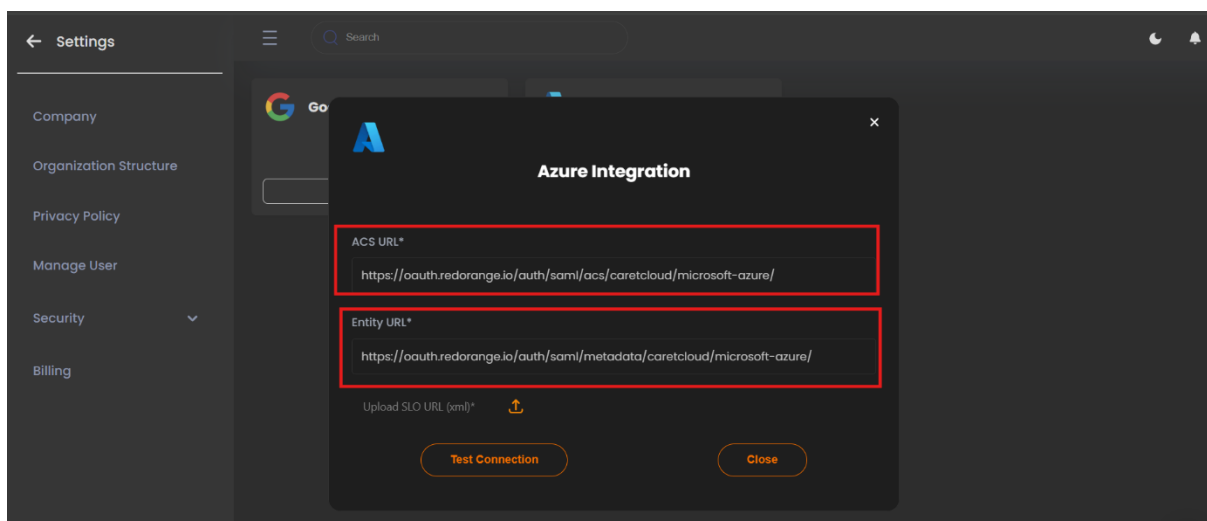 Settings
Search
Company
Organization Structure
Privacy Policy
Manage User
Security
Billing
Go
Azure Integration
ACS URL*
https://oauth.redorange.io/auth/saml/acs/caretcloud/microsoft-azure/
Entity URL*
https://oauth.redorange.io/auth/saml/metadata/caretcloud/microsoft-azure/
Upload SLO URL (xml)*
Test Connection
Close